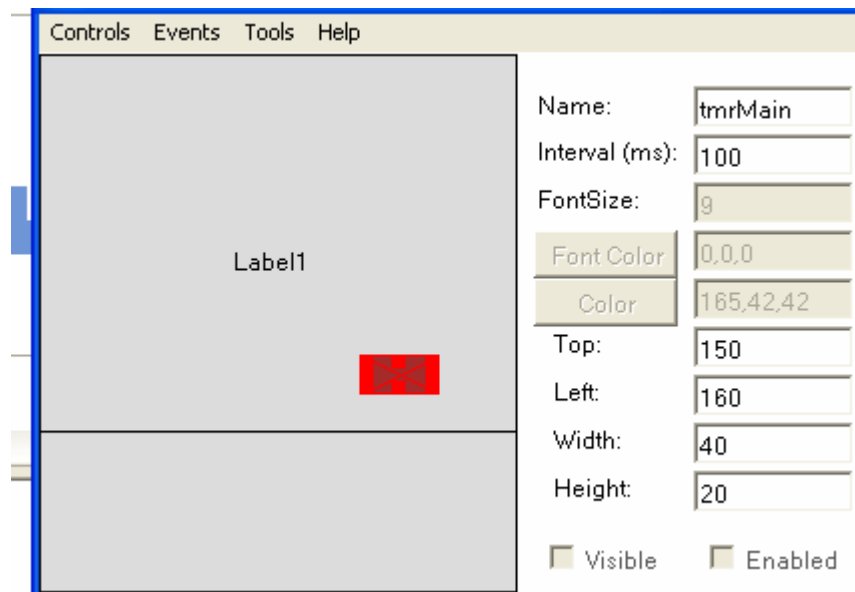 Controls Events Tools Help
Name: tmrMain
Interval (ms): 100
FontSize: 9
Font Color 0,0,0
Label1
Color 165,42,42
Top: 150
Left: 160
Width: 40
Height: 20
Visible Enabled